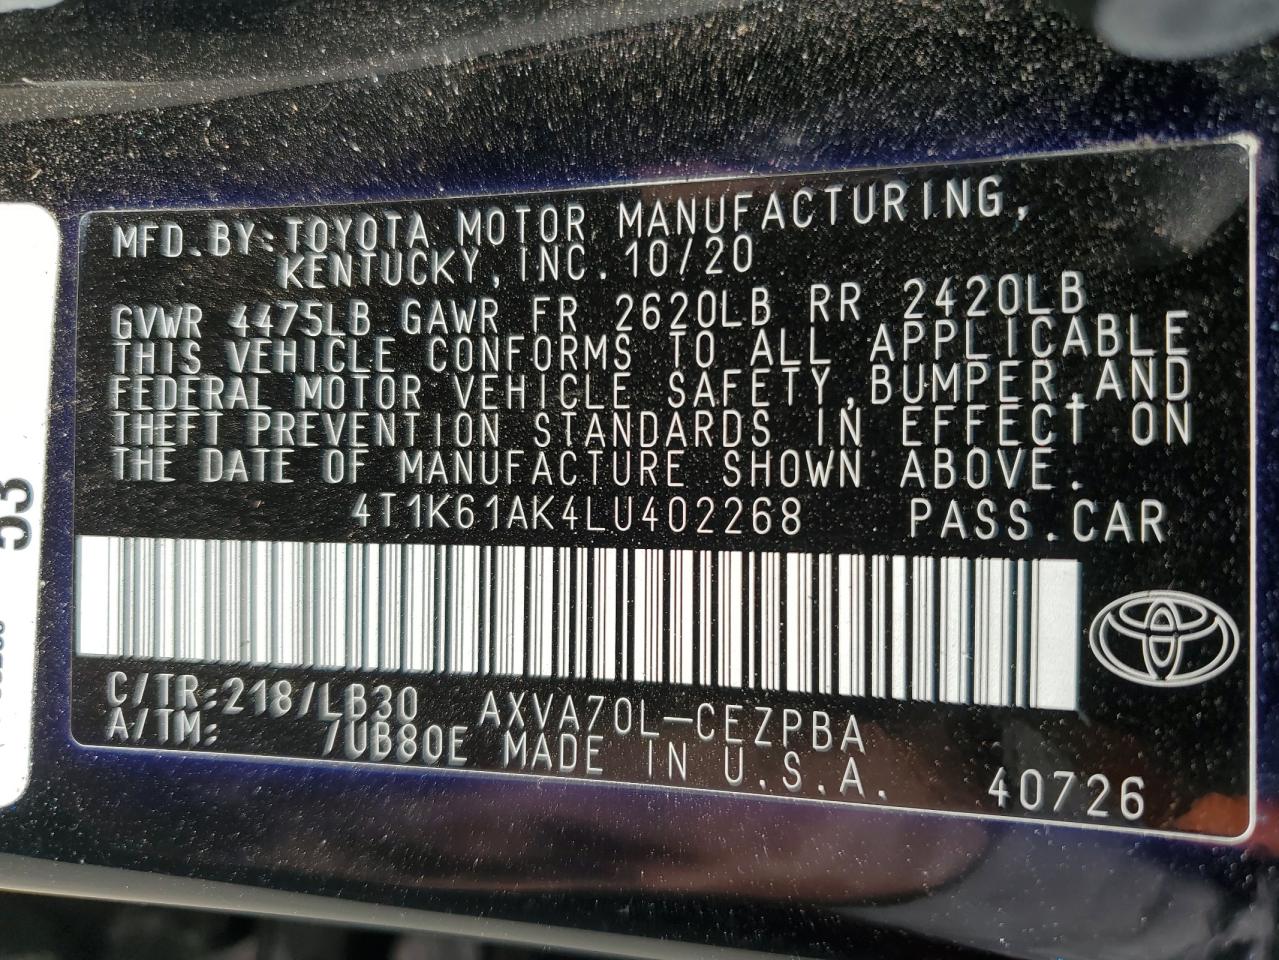 MFD.BY:TOYOTA MOTOR MANUFACTURING,
KENTUCKY,INC.10/20
GVWR 4475LB GAWR FR 2620LB RR 2420LB
THIS VEHICLE CONFORMS TO ALL APPLICABLE
FEDERAL MOTOR VEHICLE SAFETY,BUMPER,AND
THEFT PREVENTION STANDARDS IN EFFECT ON
THE DATE OF MANUFACTURE SHOWN ABOVE.
4T1K61AK4LU402268 PASS.CAR
C/TR:218/LB30 AXVA70L-CEZPBA
A/TM: /UB80E MADE IN U.S.A. 40726
53